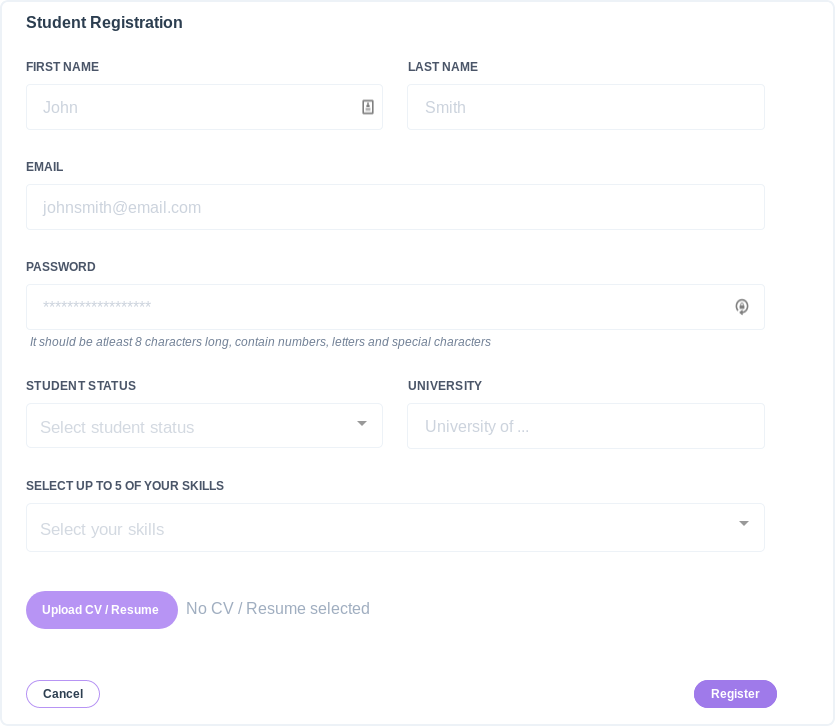 Student Registration
FIRST NAME
LAST NAME
John
Smith
EMAIL
johnsmith@email.com
PASSWORD
******************
It should be atleast 8 characters long, contain numbers, letters and special characters
STUDENT STATUS
UNIVERSITY
Select student status
University of ...
SELECT UP TO 5 OF YOUR SKILLS
Select your skills
Upload CV / Resume
No CV / Resume selected
Cancel
Register